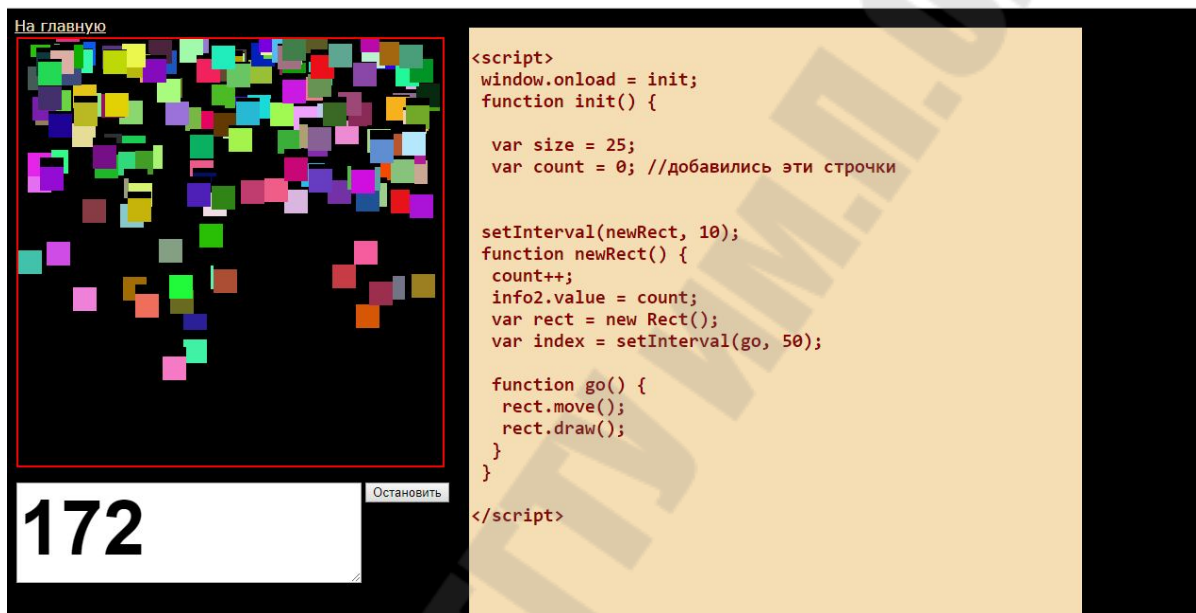 На главную
<script>
window.onload = init;
function init() {
var size = 25;
var count = 0; //добавились эти строчки
setInterval(newRect, 10);
function newRect() {
count++;
info2.value = count;
var rect = new Rect();
var index = setInterval(go, 50);
function go() {
rect.move();
rect.draw();
}
}
</script>
172
Остановить